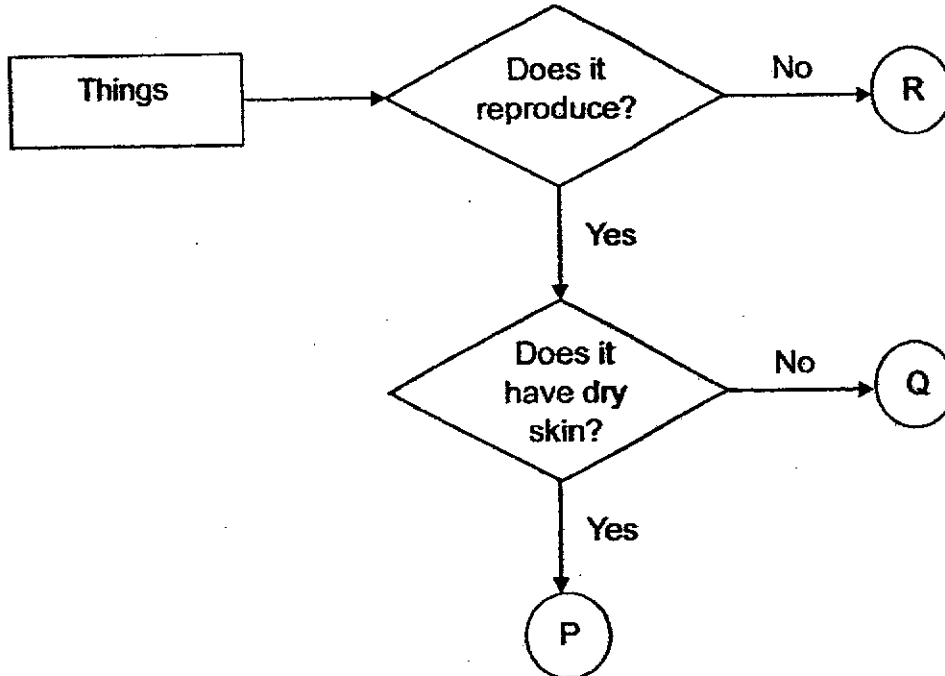 Things
Does it
reproduce?
No
R
Yes
Does it
have dry
skin?
No
Q
Yes
P